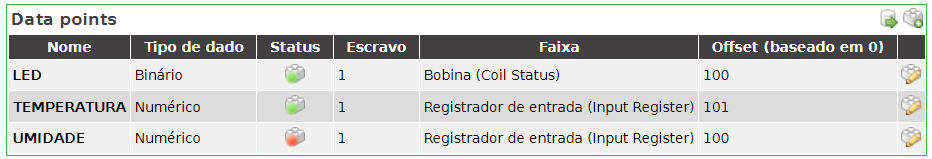 Data points
Nome Tipo de dado Status Escravo Faixa Offset (baseado em 0)
LED Binário 1 Bobina (Coil Status) 100
TEMPERATURA Numérico 1 Registrador de entrada (Input Register) 101
UMIDADE Numérico 1 Registrador de entrada (Input Register) 100